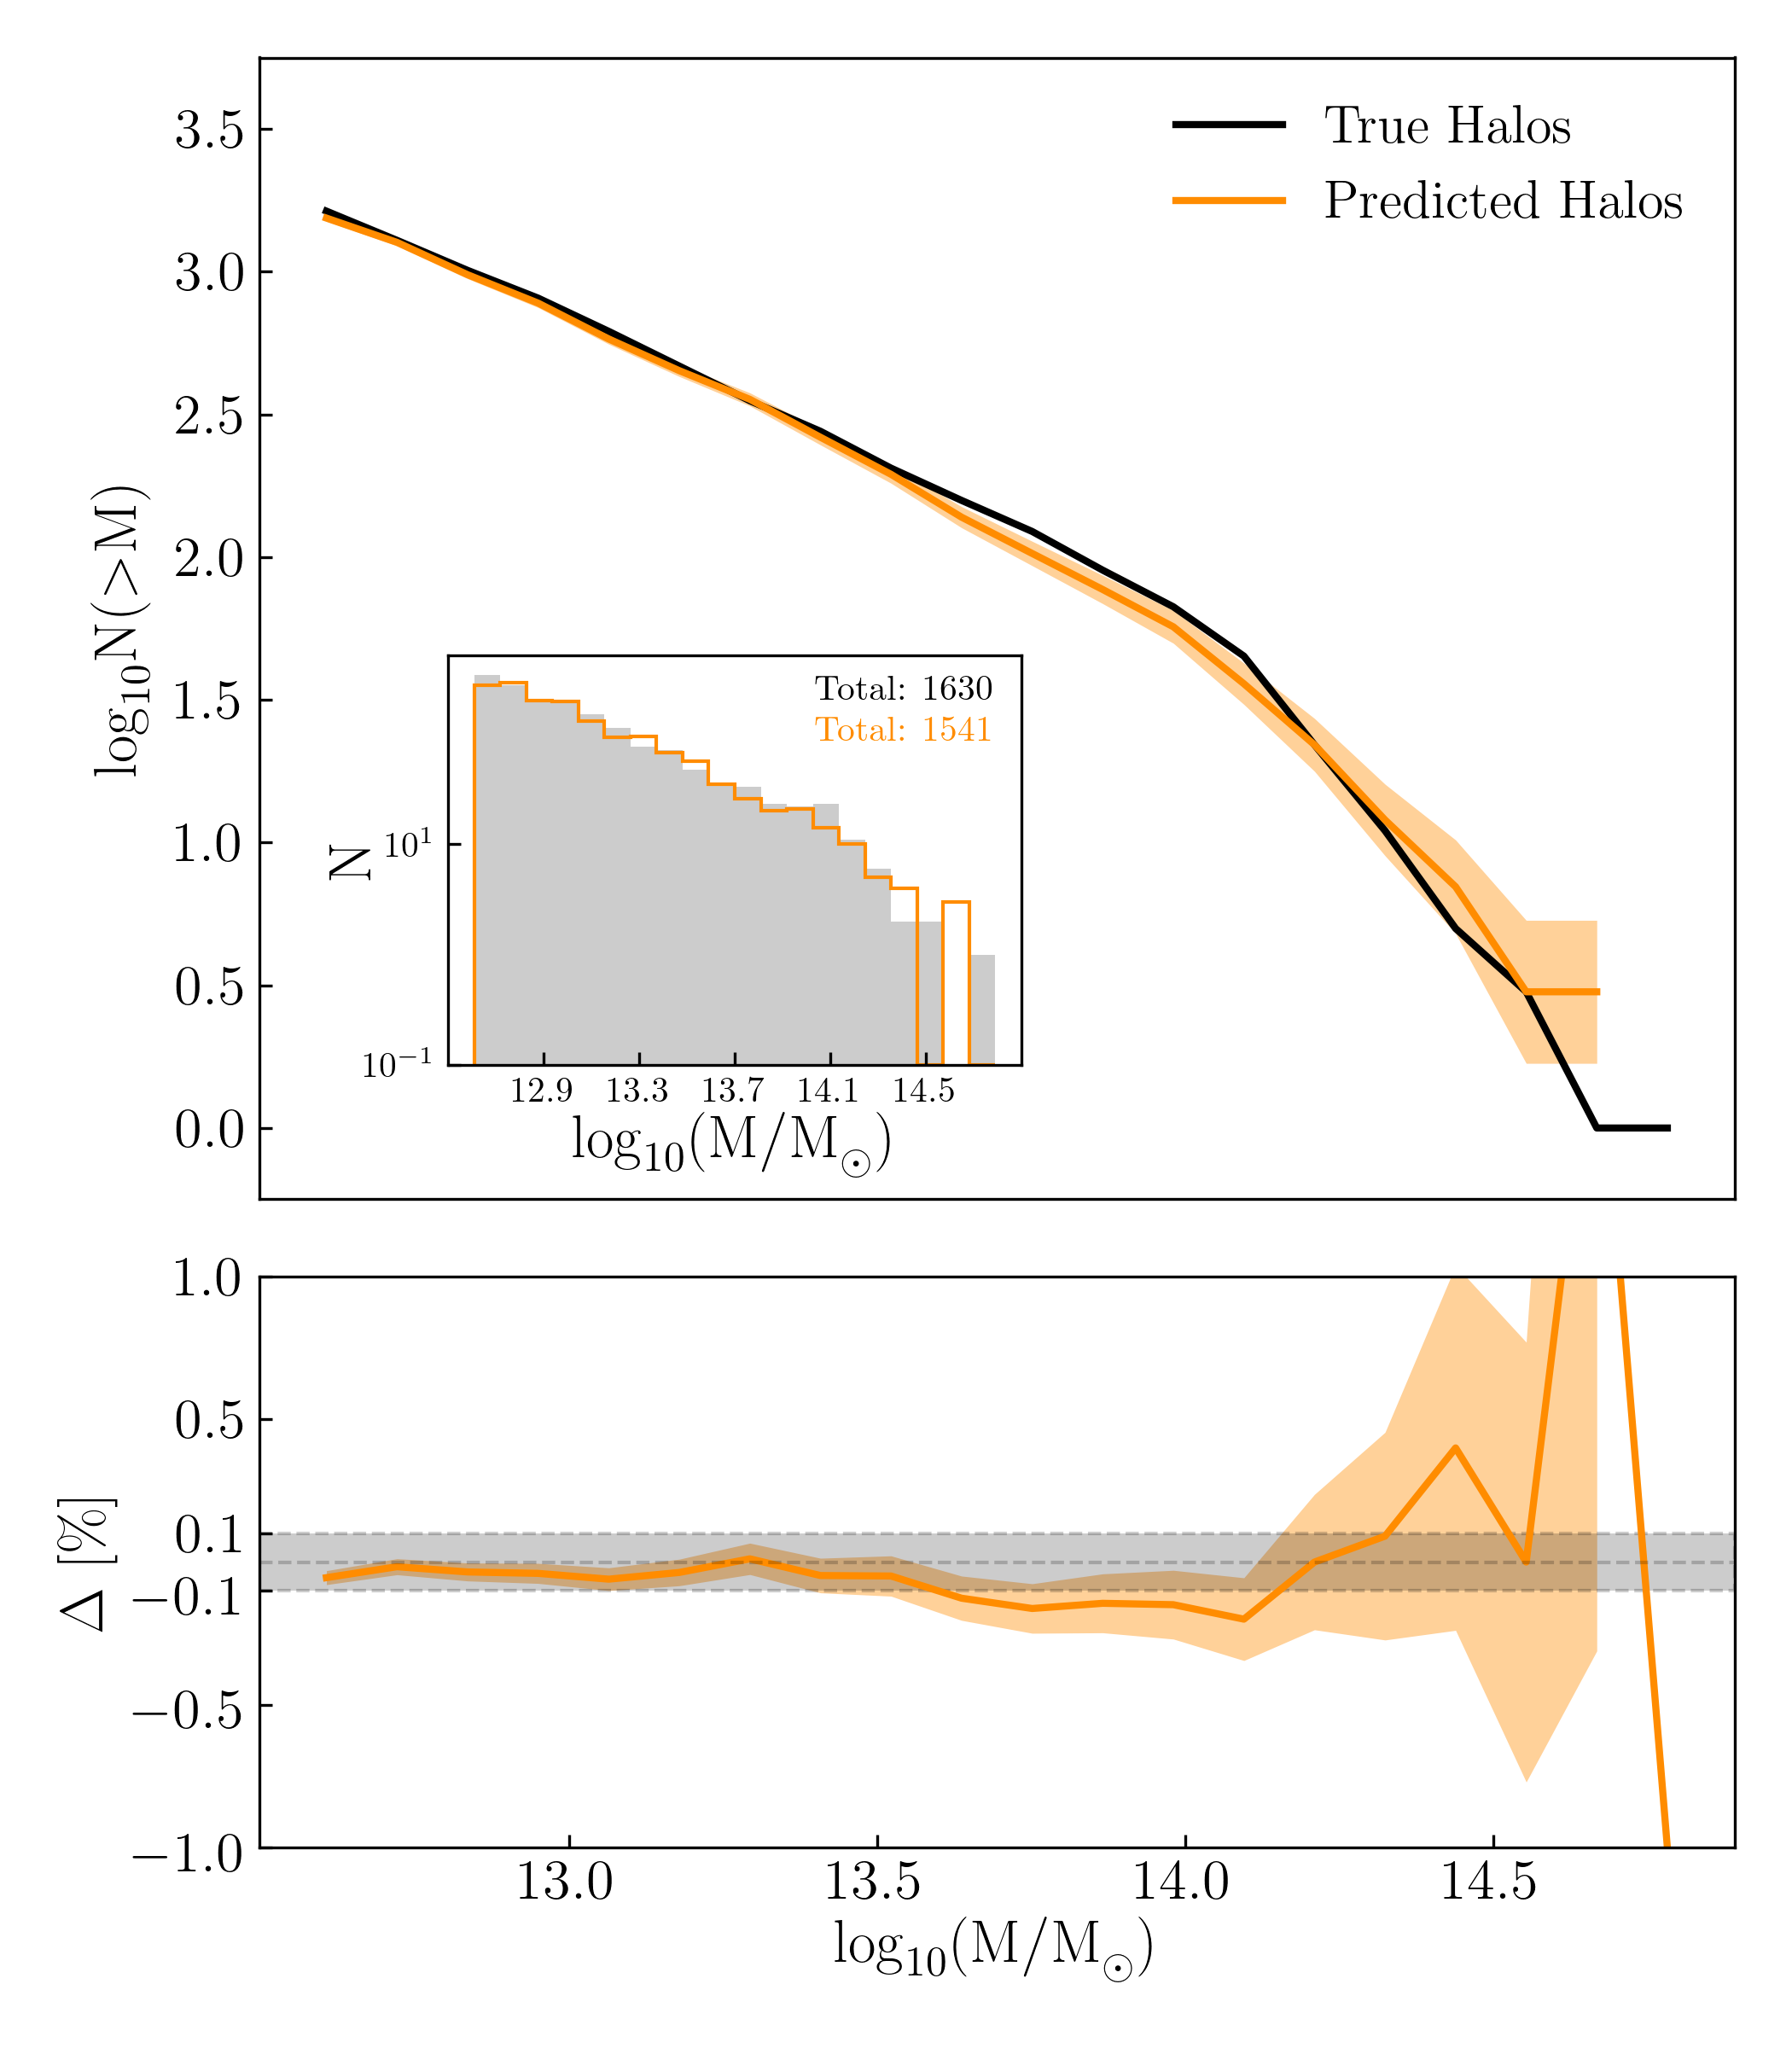 True Halos
Predicted Halos
3.5
3.0
2.5
2.0
1.5
1.0
0.5
0.0
log₁₀N(>M)
Total: 1630
Total: 1541
N
10¹
10⁻¹
12.9 13.3 13.7 14.1 14.5
log₁₀(M/M☉)
1.0
0.5
0.1
−0.1
−0.5
−1.0
Δ [%]
13.0 13.5 14.0 14.5
log₁₀(M/M☉)